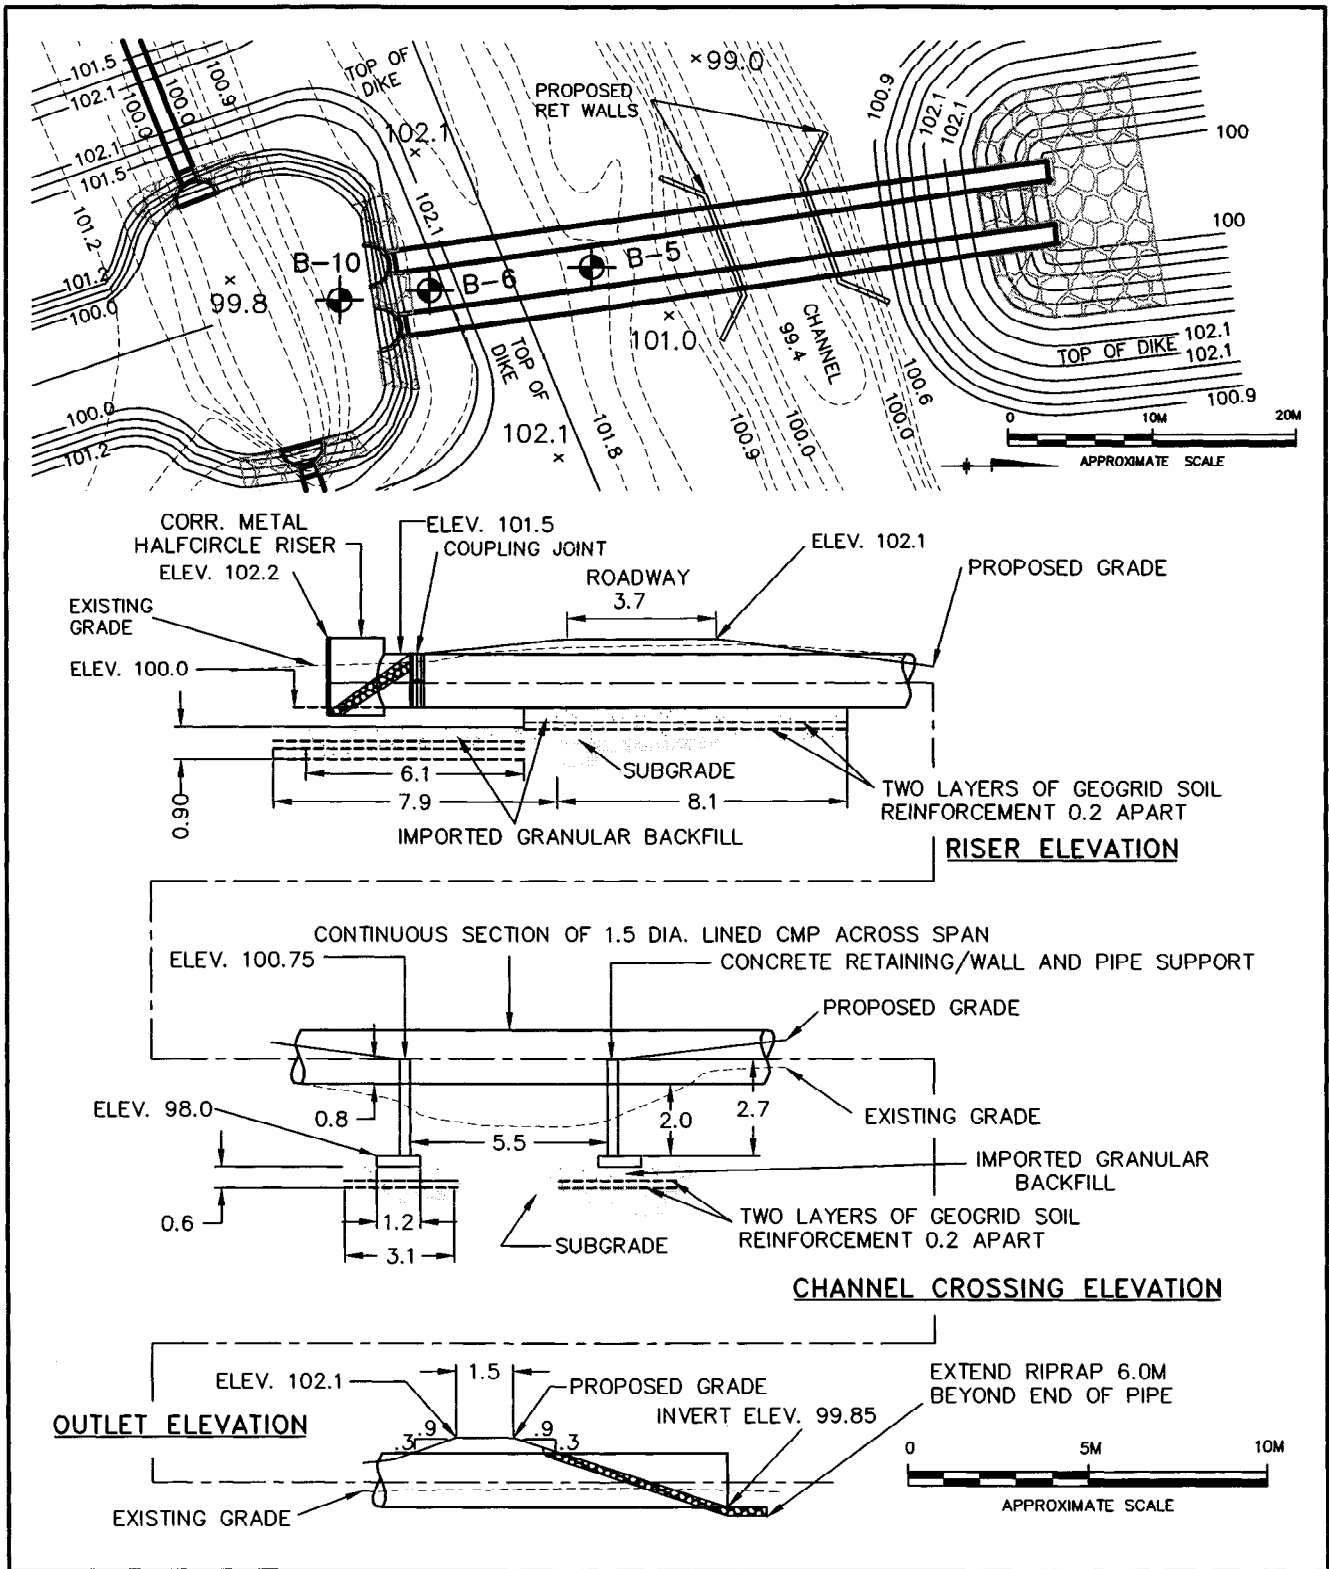 101.5
102.1
100.0
100.0
100.9
TOP OF
DIKE
102.1
×99.0
PROPOSED
RET WALLS
100.9
102.1
102.1
100
102.1
101.5
101.2
101.2
100.0
B-10
99.8
102.1
B-6
B-5
100
101.0
CHANNEL
99.4
TOP OF
DIKE
102.1
101.8
100.9
100.0
100.0
100.6
TOP OF DIKE
102.1
102.1
100.9
100.0
101.2
0
10M
20M
APPROXIMATE SCALE
CORR. METAL
HALFCIRCLE RISER
ELEV. 102.2
ELEV. 101.5
COUPLING JOINT
ELEV. 102.1
ROADWAY
3.7
PROPOSED GRADE
EXISTING
GRADE
ELEV. 100.0
0.90
6.1
7.9
8.1
SUBGRADE
TWO LAYERS OF GEOGRID SOIL
REINFORCEMENT 0.2 APART
IMPORTED GRANULAR BACKFILL
RISER ELEVATION
CONTINUOUS SECTION OF 1.5 DIA. LINED CMP ACROSS SPAN
ELEV. 100.75
CONCRETE RETAINING/WALL AND PIPE SUPPORT
PROPOSED GRADE
ELEV. 98.0
0.8
5.5
2.0
2.7
EXISTING GRADE
IMPORTED GRANULAR
BACKFILL
0.6
1.2
3.1
SUBGRADE
TWO LAYERS OF GEOGRID SOIL
REINFORCEMENT 0.2 APART
CHANNEL CROSSING ELEVATION
ELEV. 102.1
1.5
PROPOSED GRADE
EXTEND RIPRAP 6.0M
BEYOND END OF PIPE
OUTLET ELEVATION
INVERT ELEV. 99.85
.9
.3
.9
.3
EXISTING GRADE
0
5M
10M
APPROXIMATE SCALE